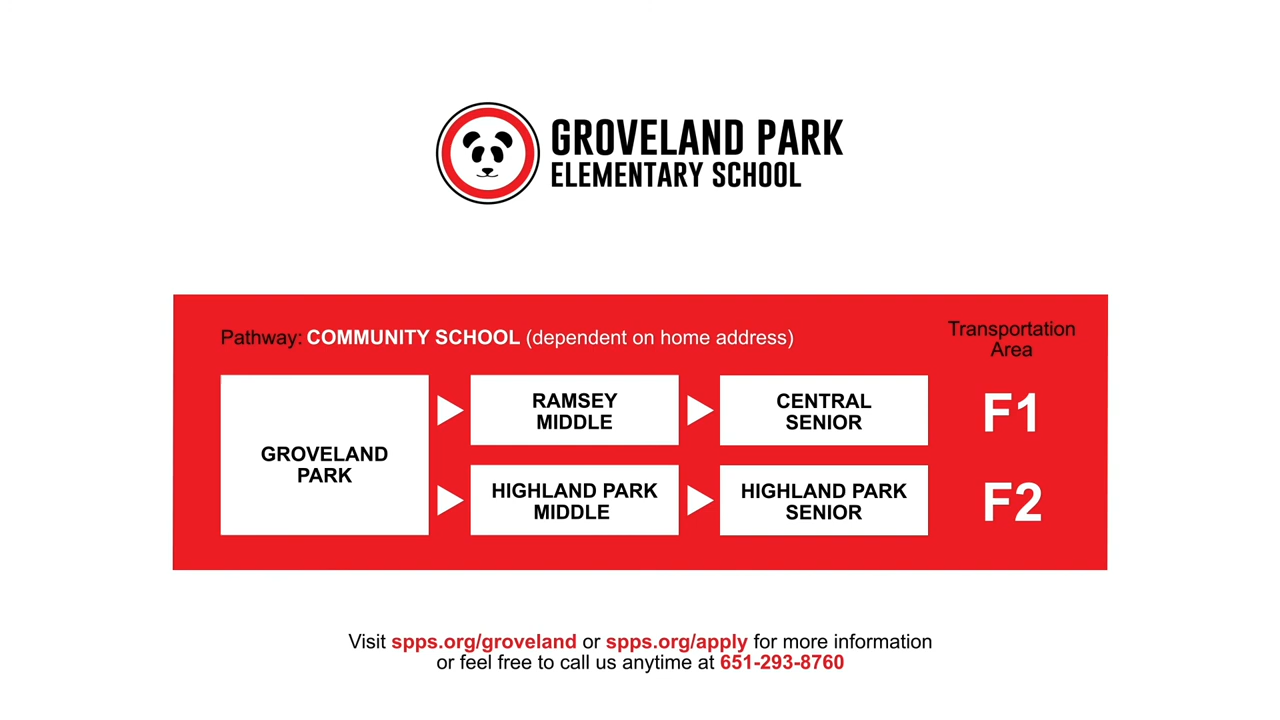 GROVELAND PARK
ELEMENTARY SCHOOL
Pathway: COMMUNITY SCHOOL (dependent on home address)
Transportation
Area
GROVELAND
PARK
RAMSEY
MIDDLE
CENTRAL
SENIOR
F1
HIGHLAND PARK
MIDDLE
HIGHLAND PARK
SENIOR
F2
Visit spps.org/groveland or spps.org/apply for more information
or feel free to call us anytime at 651-293-8760